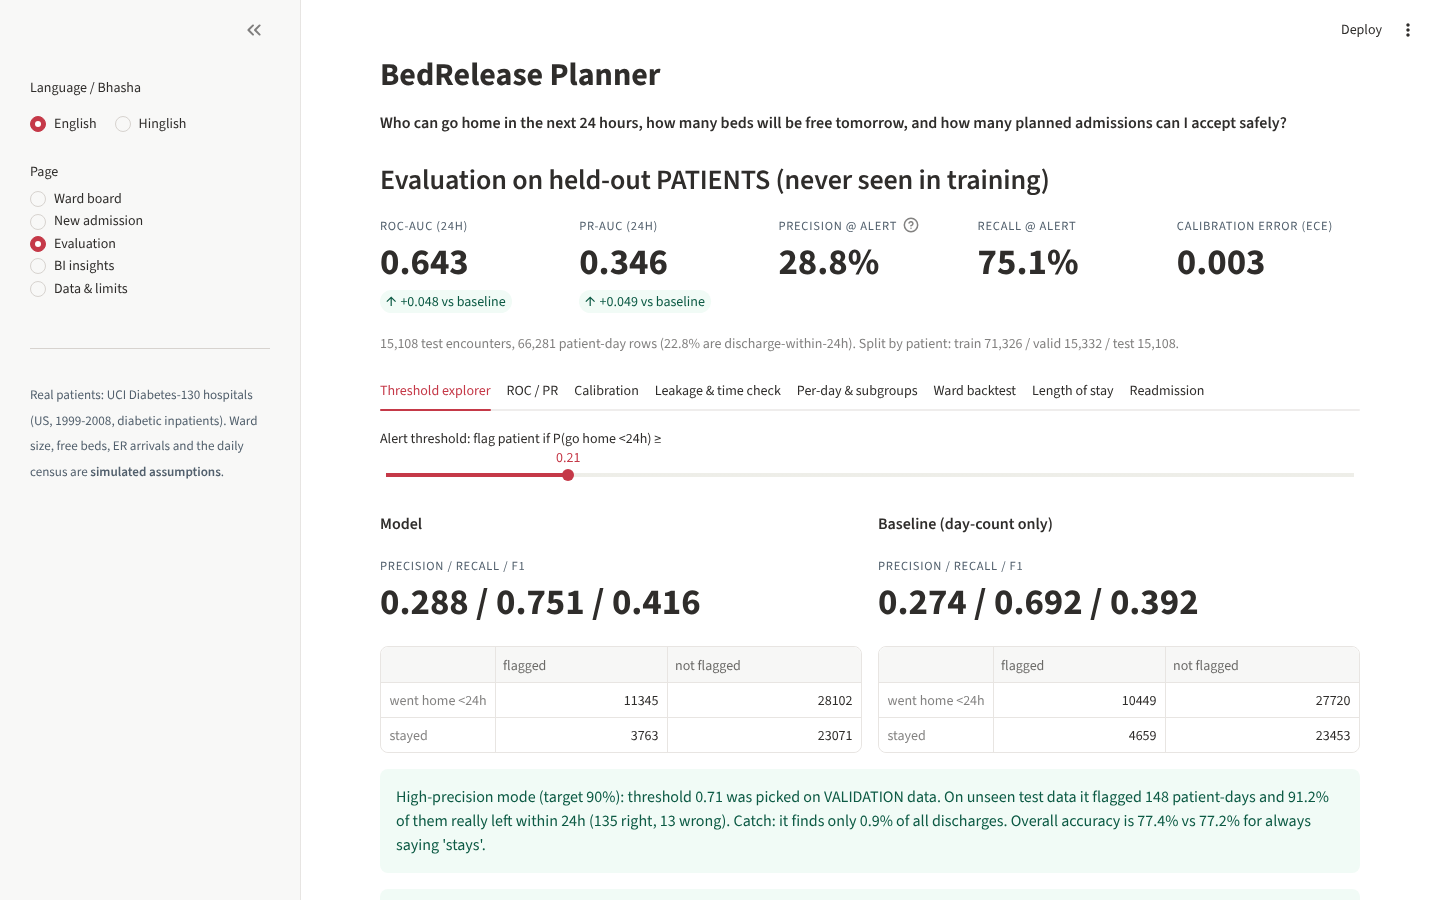 Deploy
Language / Bhasha
English
Hinglish
Page
Ward board
New admission
Evaluation
BI insights
Data & limits
Real patients: UCI Diabetes-130 hospitals
(US, 1999-2008, diabetic inpatients). Ward
size, free beds, ER arrivals and the daily
census are simulated assumptions.
BedRelease Planner
Who can go home in the next 24 hours, how many beds will be free tomorrow, and how many planned admissions can I accept safely?
Evaluation on held-out PATIENTS (never seen in training)
ROC-AUC (24H)
0.643
↑ +0.048 vs baseline
PR-AUC (24H)
0.346
↑ +0.049 vs baseline
PRECISION @ ALERT
28.8%
RECALL @ ALERT
75.1%
CALIBRATION ERROR (ECE)
0.003
15,108 test encounters, 66,281 patient-day rows (22.8% are discharge-within-24h). Split by patient: train 71,326 / valid 15,332 / test 15,108.
Threshold explorer ROC / PR Calibration Leakage & time check Per-day & subgroups Ward backtest Length of stay Readmission
Alert threshold: flag patient if P(go home <24h) ≥
0.21
Model
PRECISION / RECALL / F1
0.288 / 0.751 / 0.416
flagged not flagged
went home <24h 11345 28102
stayed 3763 23071
Baseline (day-count only)
PRECISION / RECALL / F1
0.274 / 0.692 / 0.392
flagged not flagged
went home <24h 10449 27720
stayed 4659 23453
High-precision mode (target 90%): threshold 0.71 was picked on VALIDATION data. On unseen test data it flagged 148 patient-days and 91.2%
of them really left within 24h (135 right, 13 wrong). Catch: it finds only 0.9% of all discharges. Overall accuracy is 77.4% vs 77.2% for always
saying 'stays'.